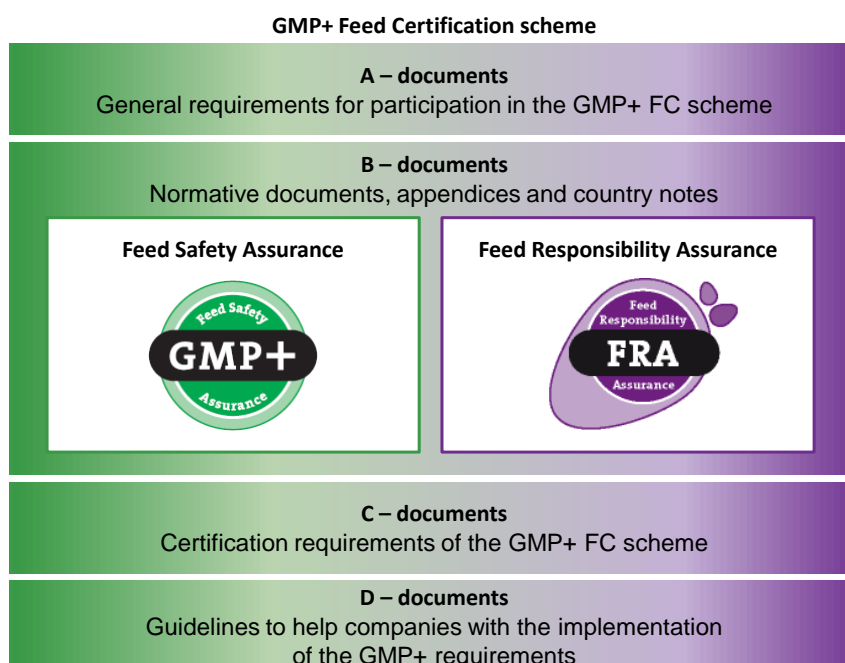 GMP+ Feed Certification scheme
A – documents
General requirements for participation in the GMP+ FC scheme
B – documents
Normative documents, appendices and country notes
Feed Safety Assurance
Feed Safety
GMP+
Assurance
Feed Responsibility Assurance
Feed
Responsibility
FRA
Assurance
C – documents
Certification requirements of the GMP+ FC scheme
D – documents
Guidelines to help companies with the implementation
of the GMP+ requirements